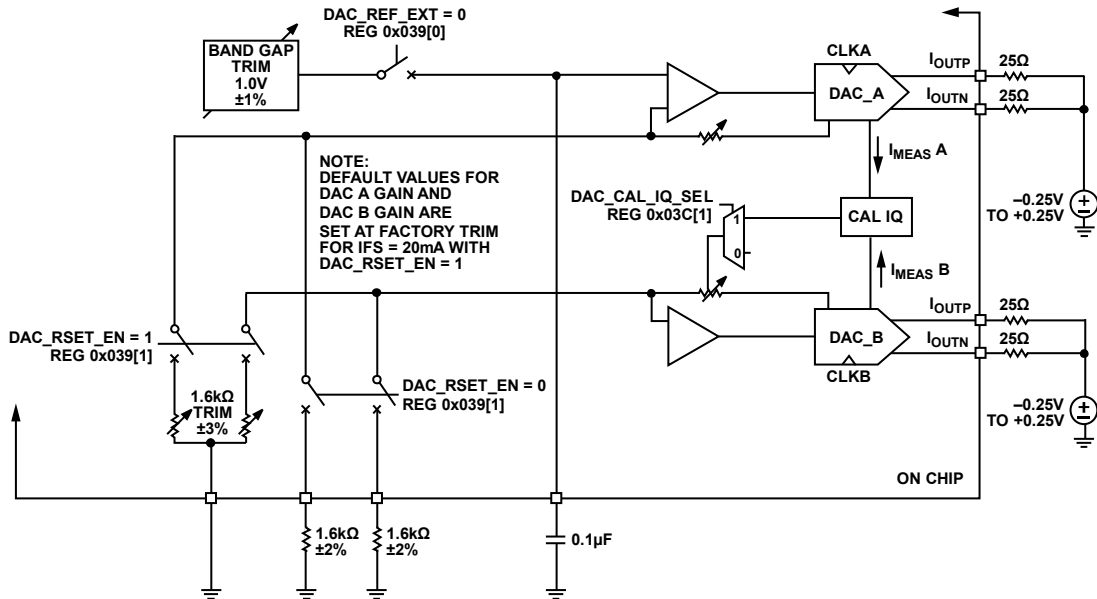 DAC_REF_EXT = 0
REG 0x039[0]
BAND GAP
TRIM
1.0V
±1%
CLKA
DAC_A
IOUTP
25Ω
IOUTN
25Ω
NOTE:
DEFAULT VALUES FOR
DAC A GAIN AND
DAC B GAIN ARE
SET AT FACTORY TRIM
FOR IFS = 20mA WITH
DAC_RSET_EN = 1
IMEAS A
DAC_CAL_IQ_SEL
REG 0x03C[1]
1
0
CAL IQ
–0.25V
TO +0.25V
IMEAS B
DAC_RSET_EN = 1
REG 0x039[1]
DAC_B
CLKB
IOUTP
25Ω
IOUTN
25Ω
DAC_RSET_EN = 0
REG 0x039[1]
1.6kΩ
TRIM
±3%
–0.25V
TO +0.25V
ON CHIP
1.6kΩ
±2%
1.6kΩ
±2%
0.1µF